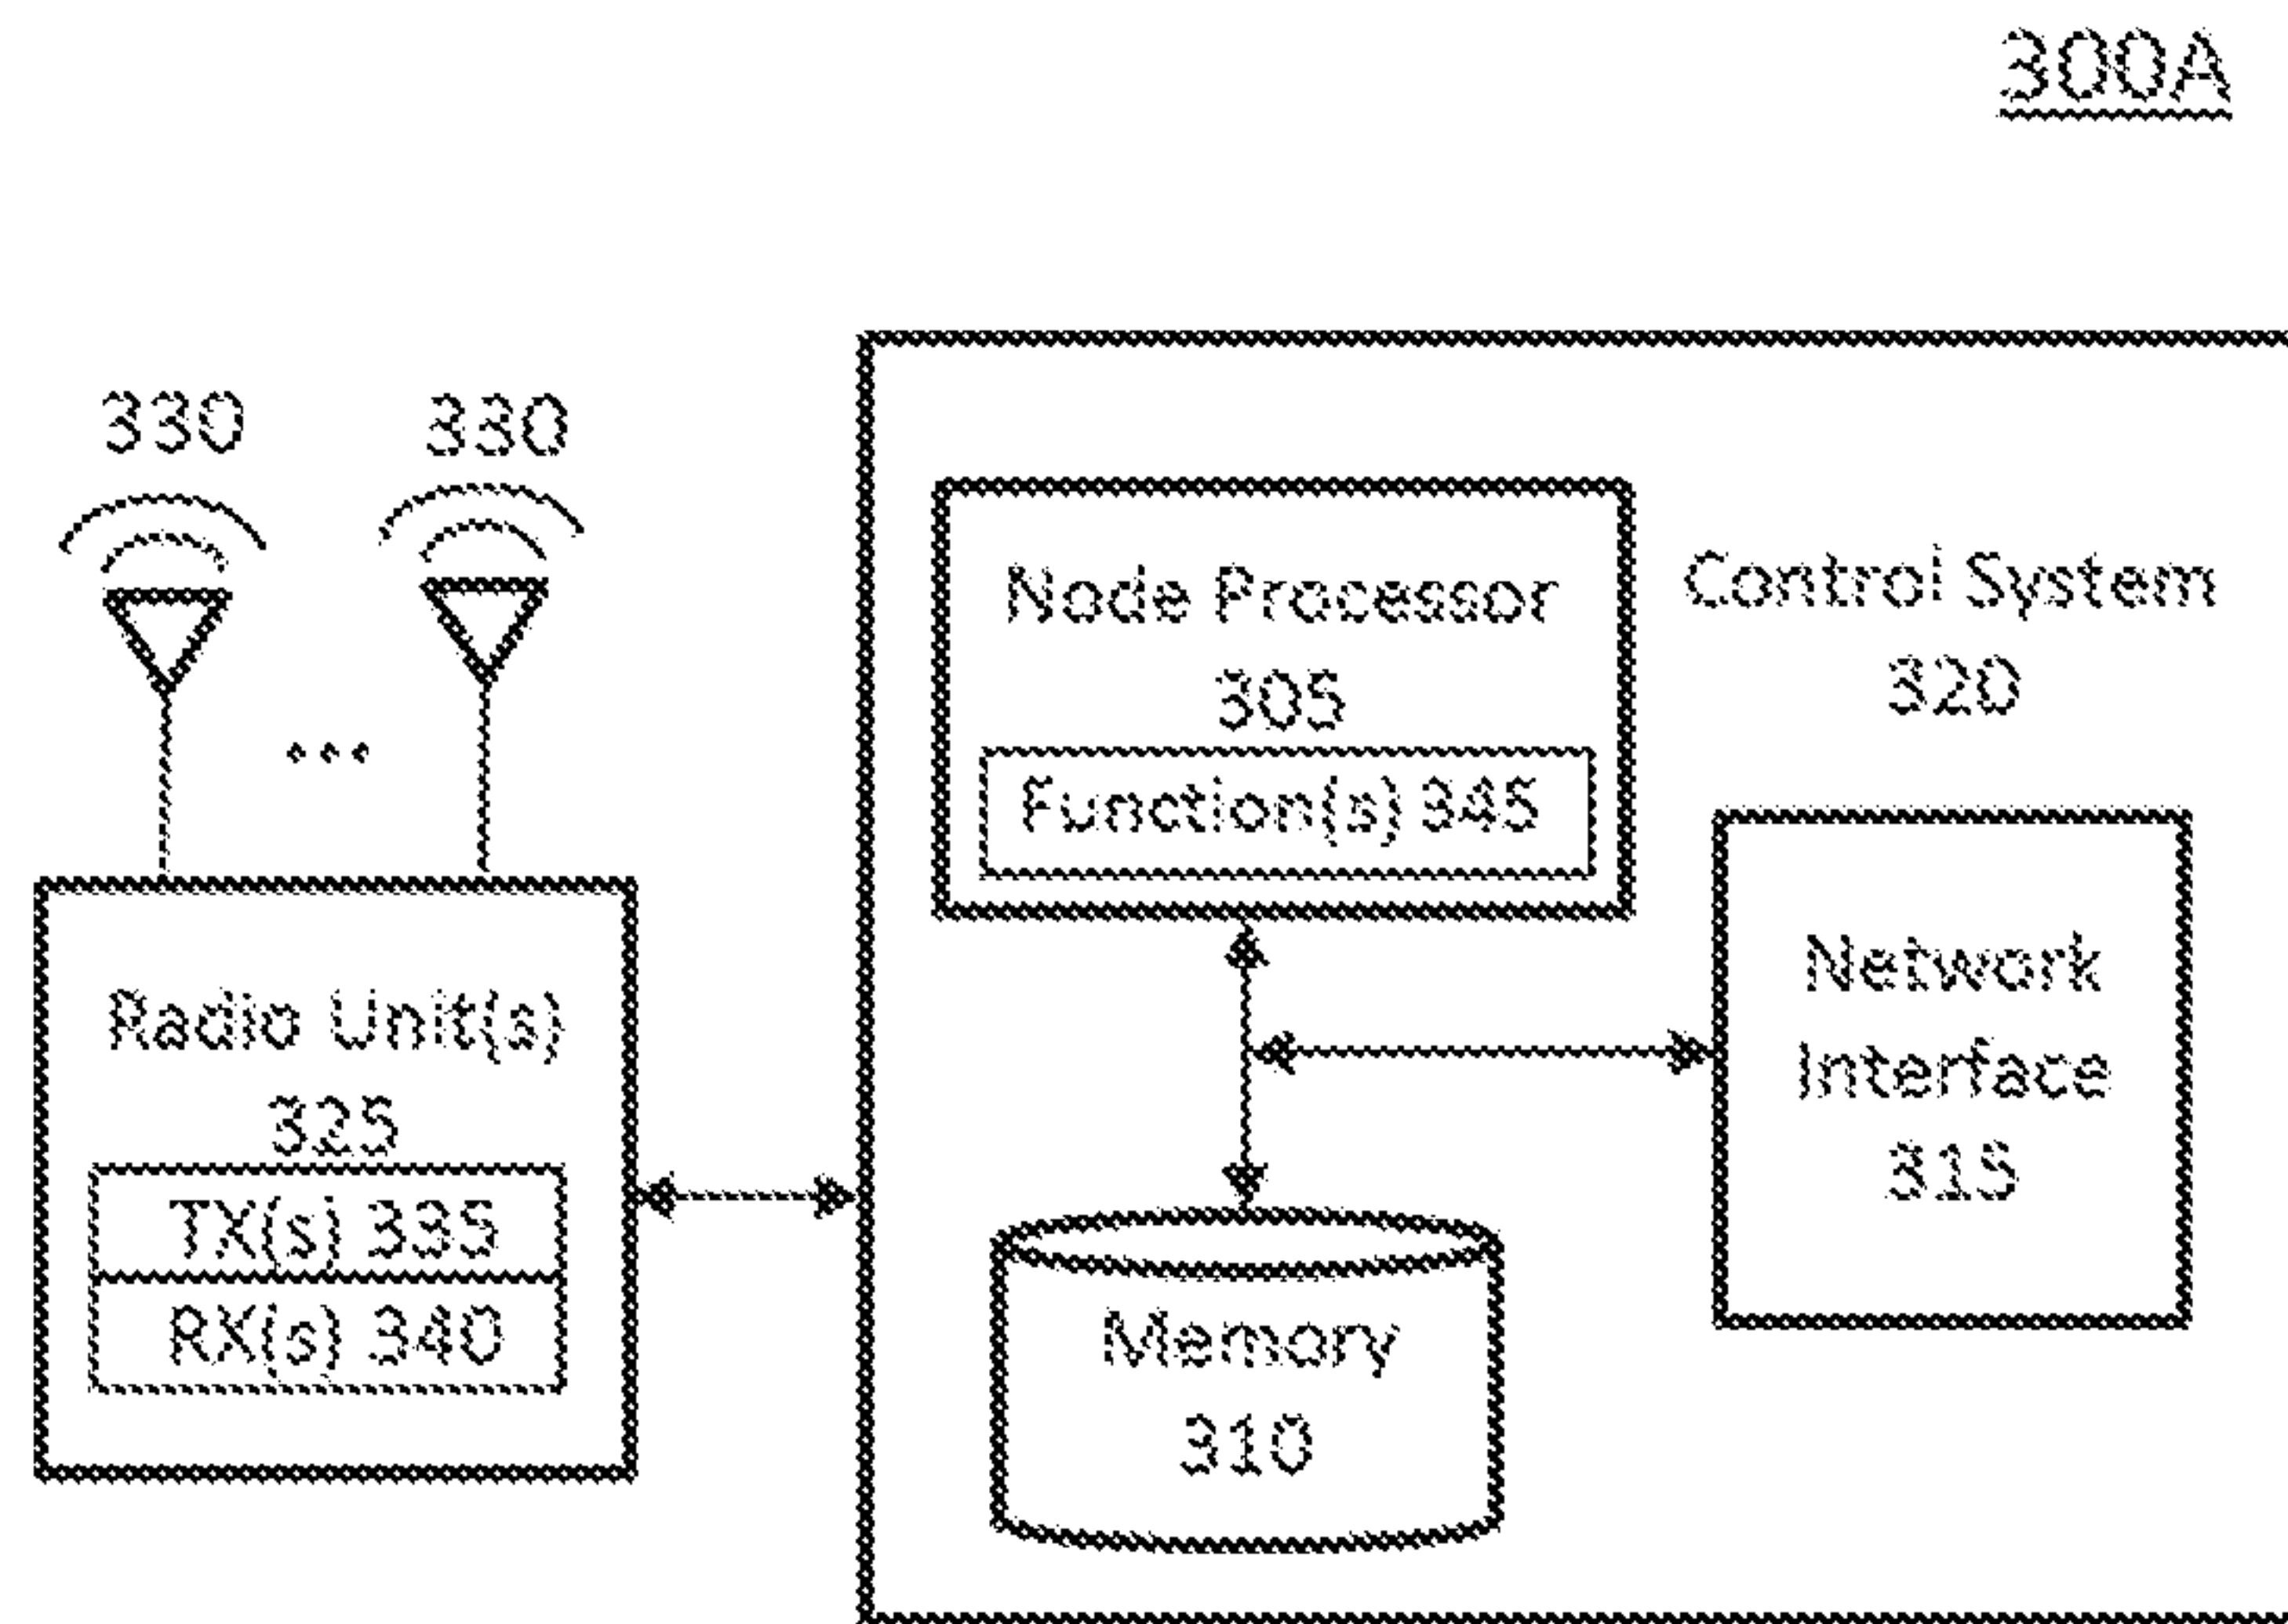 300A
330
330
Node Processor
305
Function(s) 345
Control System
320
Radio Unit(s)
325
TX(s) 335
RX(s) 340
Network
Interface
315
Memory
310